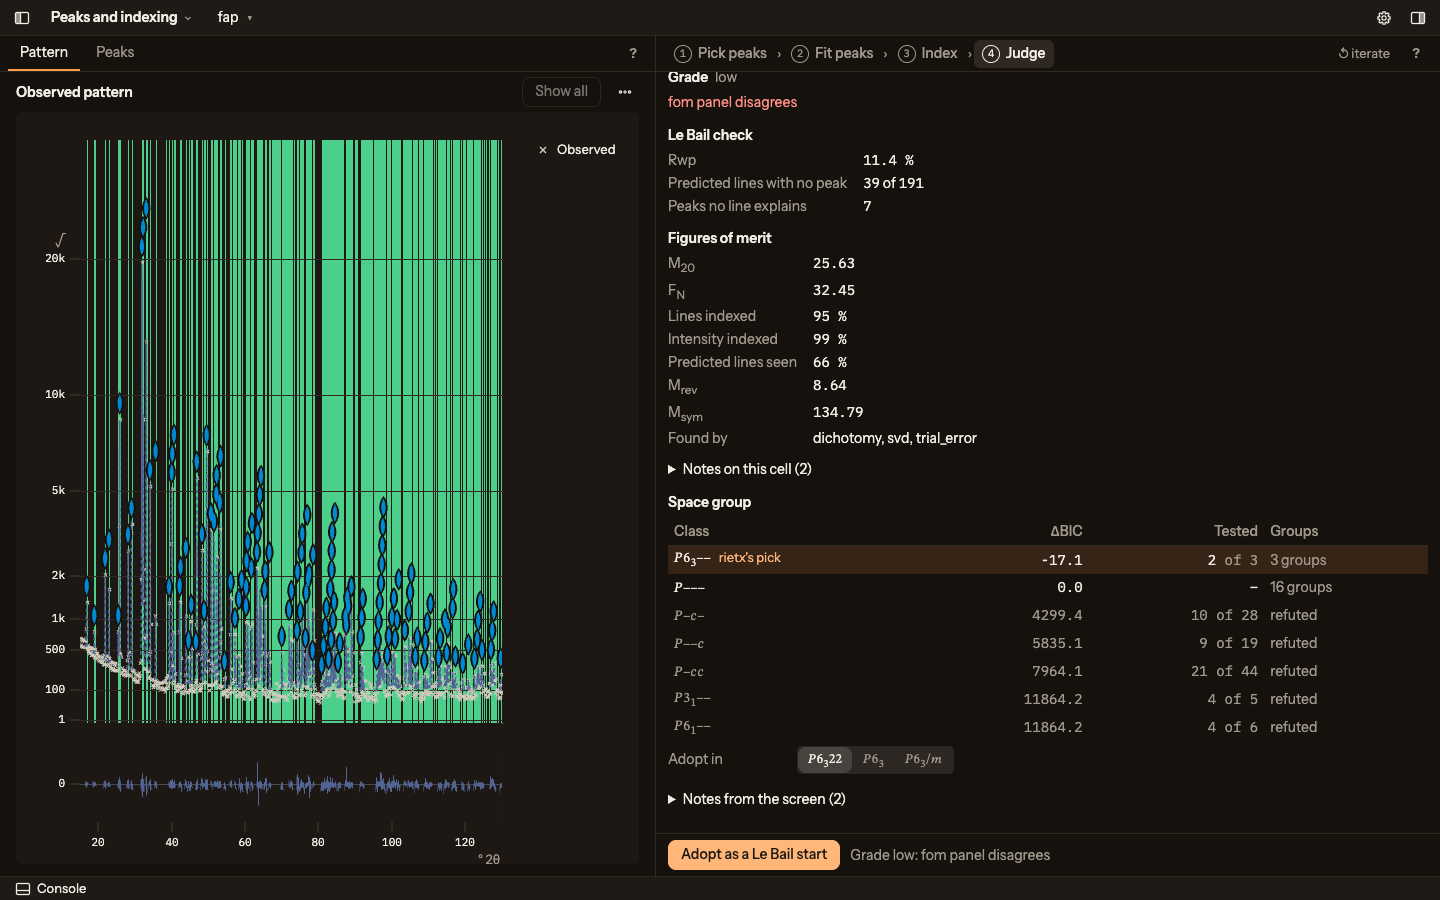 Peaks and indexing
fap
Pattern
Peaks
?
1 Pick peaks › 2 Fit peaks › 3 Index › 4 Judge
iterate
?
Observed pattern
Show all
•••
× Observed
√
20k
10k
5k
2k
1k
500
100
1
0
20 40 60 80 100 120
°2θ
Grade low
fom panel disagrees
Le Bail check
Rwp 11.4 %
Predicted lines with no peak 39 of 191
Peaks no line explains 7
Figures of merit
M20 25.63
FN 32.45
Lines indexed 95 %
Intensity indexed 99 %
Predicted lines seen 66 %
Mrev 8.64
Msym 134.79
Found by dichotomy, svd, trial_error
Notes on this cell (2)
Space group
Class ΔBIC Tested Groups
P63–– rietx's pick -17.1 2 of 3 3 groups
P––– 0.0 – 16 groups
P–c– 4299.4 10 of 28 refuted
P––c 5835.1 9 of 19 refuted
P–cc 7964.1 21 of 44 refuted
P31–– 11864.2 4 of 5 refuted
P61–– 11864.2 4 of 6 refuted
Adopt in P6322 P63 P63/m
Notes from the screen (2)
Adopt as a Le Bail start
Grade low: fom panel disagrees
Console